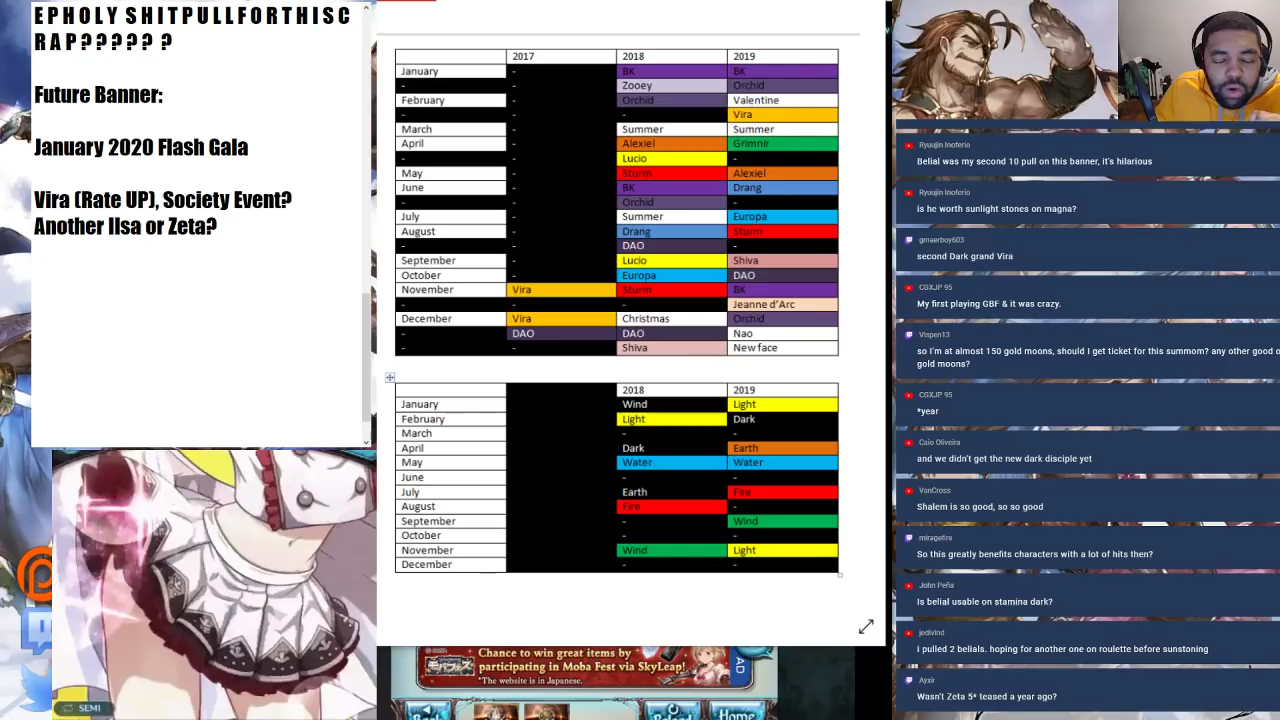 E P H O L Y  S H I T P U L L F O R T H I S C
R A P ? ? ? ? ? ?  ?
Future Banner:
January 2020 Flash Gala
Vira (Rate UP), Society Event?
Another Ilsa or Zeta?
2017 2018 2019
January - BK BK
- - Zooey Orchid
February - Orchid Valentine
- - - Vira
March - Summer Summer
April - Alexiel Grimnir
- - Lucio -
May - Sturm Alexiel
June - BK Drang
- - Orchid -
July - Summer Europa
August - Drang Sturm
- - DAO -
September - Lucio Shiva
October - Europa DAO
November Vira Sturm BK
- - - Jeanne d'Arc
December Vira Christmas Orchid
- DAO DAO Nao
- - Shiva New face
2018 2019
January Wind Light
February Light Dark
March - -
April Dark Earth
May Water Water
June - -
July Earth Fire
August Fire -
September - Wind
October - -
November Wind Light
December - -
Chance to win great items by
participating in Moba Fest via SkyLeap!
*The website is in Japanese.
AD
Home
SEMI
Ryuujin Inoferio
Belial was my second 10 pull on this banner, it's hilarious
Ryuujin Inoferio
is he worth sunlight stones on magna?
gmaerboy603
second Dark grand Vira
CGXJP 95
My first playing GBF & it was crazy.
Vispen13
so I'm at almost 150 gold moons, should I get ticket for this summom? any other good
gold moons?
CGXJP 95
*year
Caio Oliveira
and we didn't get the new dark disciple yet
VonCross
Shalem is so good, so so good
miragefire
So this greatly benefits characters with a lot of hits then?
John Peña
Is belial usable on stamina dark?
jedivind
i pulled 2 belials. hoping for another one on roulette before sunstoning
Ayxir
Wasn't Zeta 5* teased a year ago?